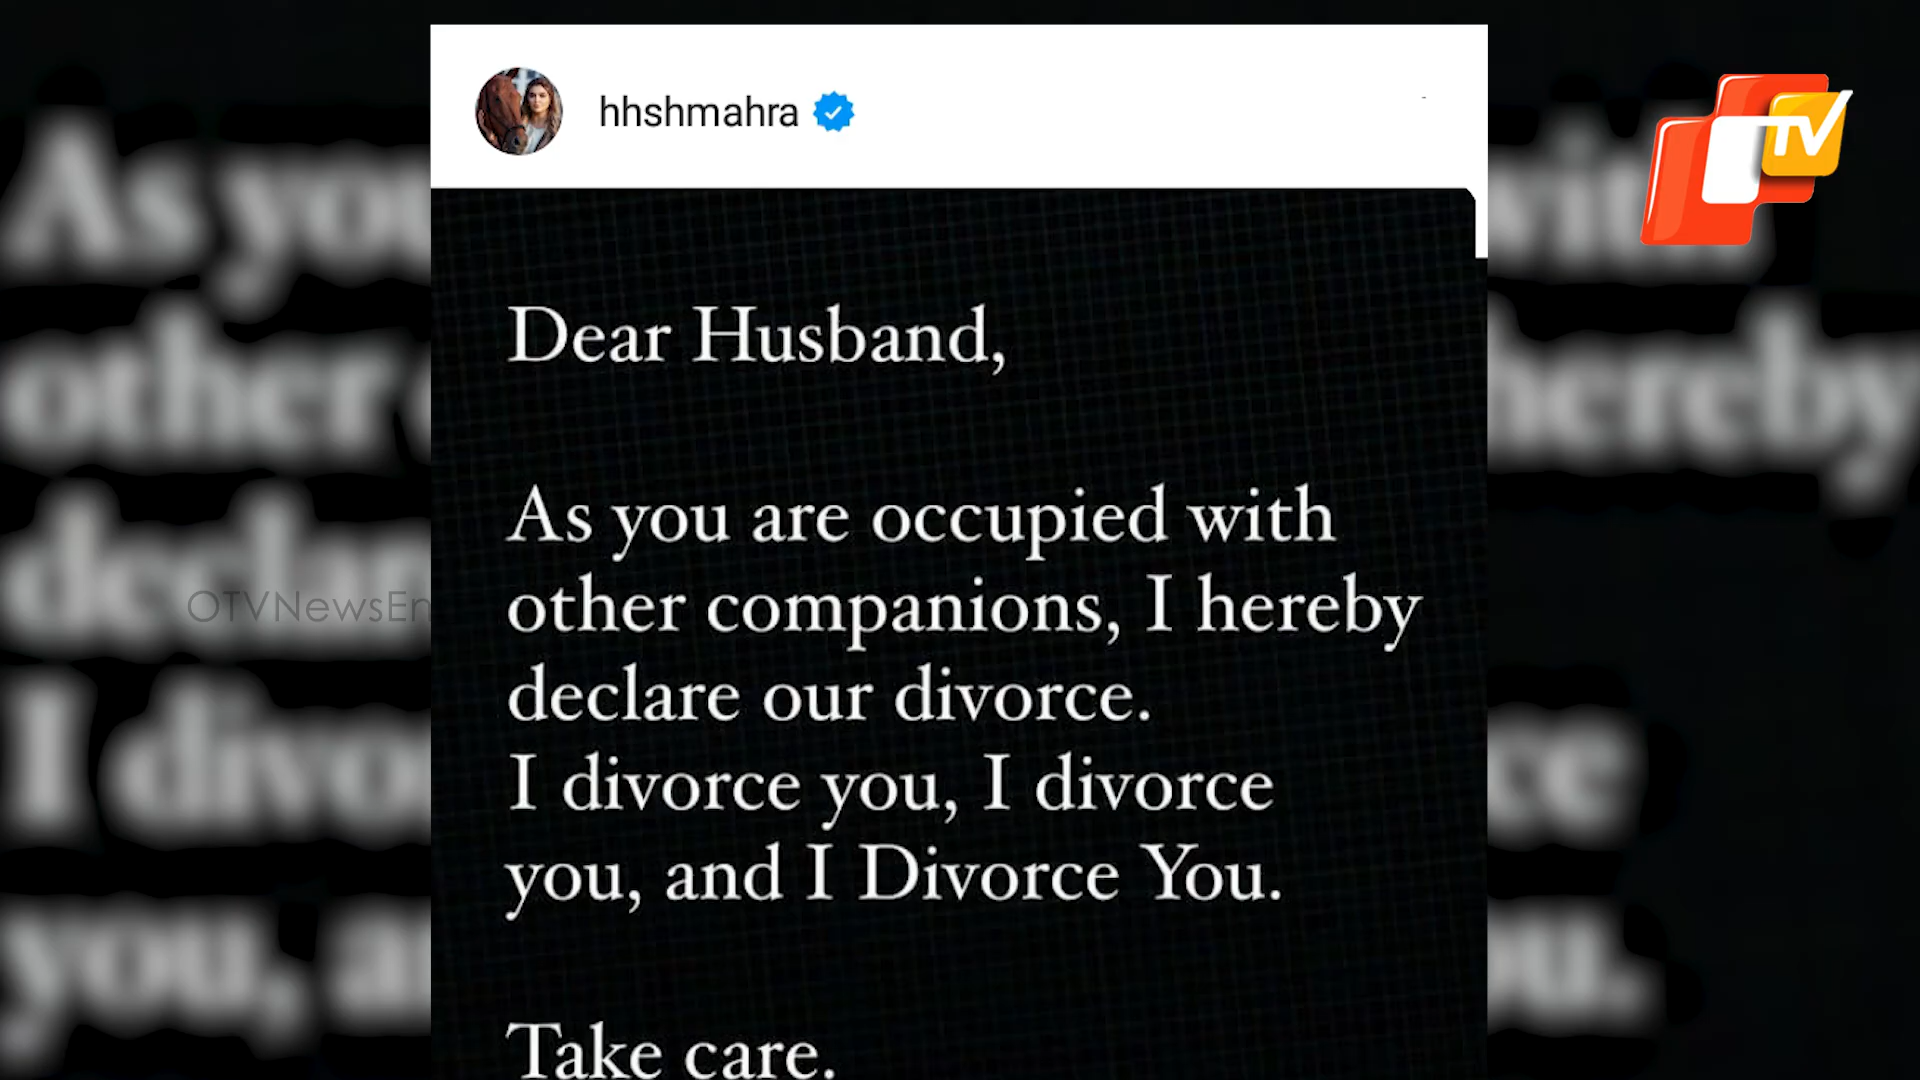 hhshmahra
TV
Dear Husband,
As you are occupied with
other companions, I hereby
declare our divorce.
I divorce you, I divorce
you, and I Divorce You.
Take care.
OTVNewsEn